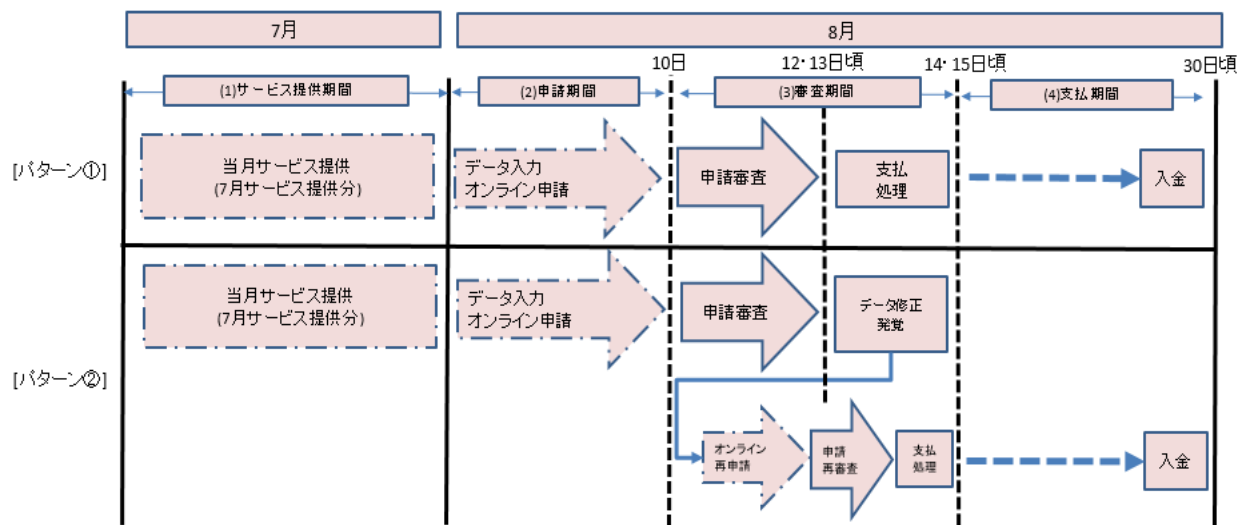 7月
8月
10日
12・13日頃
14・15日頃
30日頃
(1)サービス提供期間
(2)申請期間
(3)審査期間
(4)支払期間
[パターン①]
当月サービス提供
(7月サービス提供分)
データ入力
オンライン申請
申請審査
支払
処理
入金
[パターン②]
当月サービス提供
(7月サービス提供分)
データ入力
オンライン申請
申請審査
データ修正
発覚
オンライン
再申請
申請
再審査
支払
処理
入金